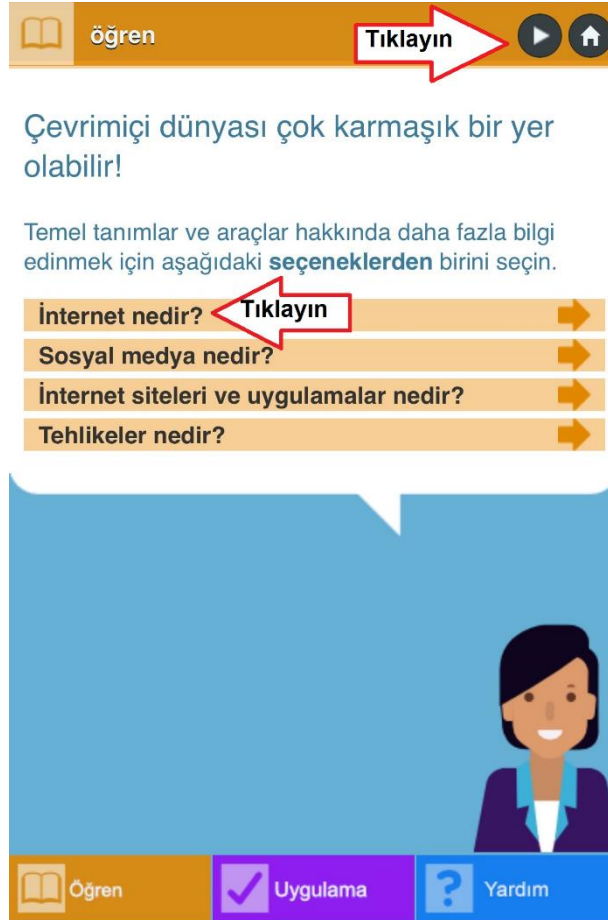 öğren
Tıklayın
Çevrimiçi dünyası çok karmaşık bir yer
olabilir!
Temel tanımlar ve araçlar hakkında daha fazla bilgi
edinmek için aşağıdaki seçeneklerden birini seçin.
İnternet nedir?
Tıklayın
Sosyal medya nedir?
İnternet siteleri ve uygulamalar nedir?
Tehlikeler nedir?
Öğren
Uygulama
? Yardım